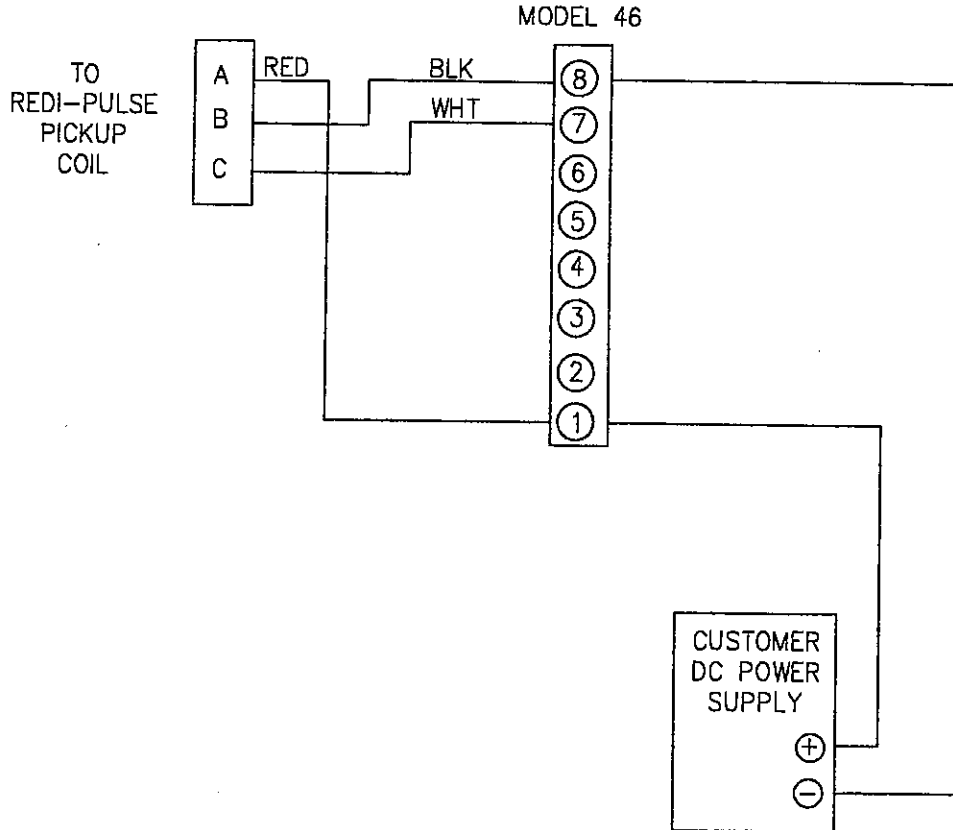 MODEL 46
TO
REDI-PULSE
PICKUP
COIL
A
B
C
RED
BLK
WHT
8
7
6
5
4
3
2
1
CUSTOMER
DC POWER
SUPPLY
+
−